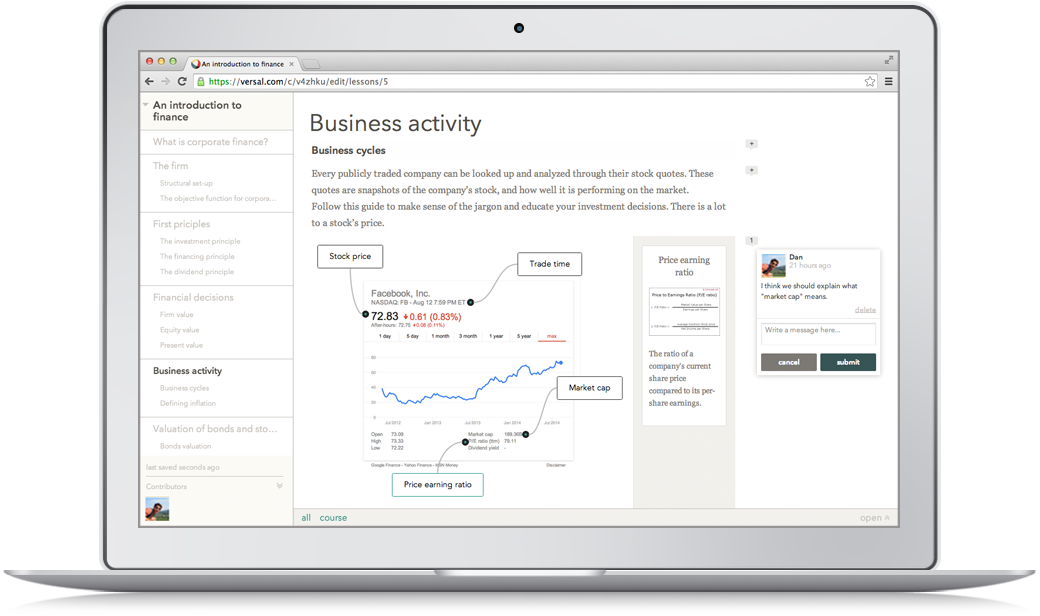 An introduction to finance
https://versal.com/c/v4zhku/edit/lessons/5
An introduction to
finance
What is corporate finance?
The firm
Structural set-up
The objective function for corpora...
First priciples
The investment principle
The financing principle
The dividend principle
Financial decisions
Firm value
Equity value
Present value
Business activity
Business cycles
Defining inflation
Valuation of bonds and sto...
Bonds valuation
last saved seconds ago
Contributors
Business activity
Business cycles
Every publicly traded company can be looked up and analyzed through their stock quotes. These
quotes are snapshots of the company's stock, and how well it is performing on the market.
Follow this guide to make sense of the jargon and educate your investment decisions. There is a lot
to a stock's price.
Stock price
Trade time
Facebook, Inc.
NASDAQ: FB - Aug 12 7:59 PM ET
72.83 0.61 (0.83%)
After-hours: 72.75 0.08 (0.11%)
1 day 5 day 1 month 3 month 1 year 5 year max
80
60
40
20
0
Jul 2012 Jan 2013 Jul 2013 Jan 2014 Jul 2014
Market cap
Open 73.09 Market cap
High 73.33 P/E ratio (ttm) 79.11
Low 72.22 Dividend yield -
Google Finance - Yahoo Finance - MSN Money Disclaimer
Price earning ratio
Price earning
ratio
Price to Earnings Ratio (P/E ratio)
The ratio of a
company's current
share price
compared to its per-
share earnings.
+
+
1
Dan
21 hours ago
I think we should explain what
"market cap" means.
delete
Write a message here...
cancel submit
all course
open